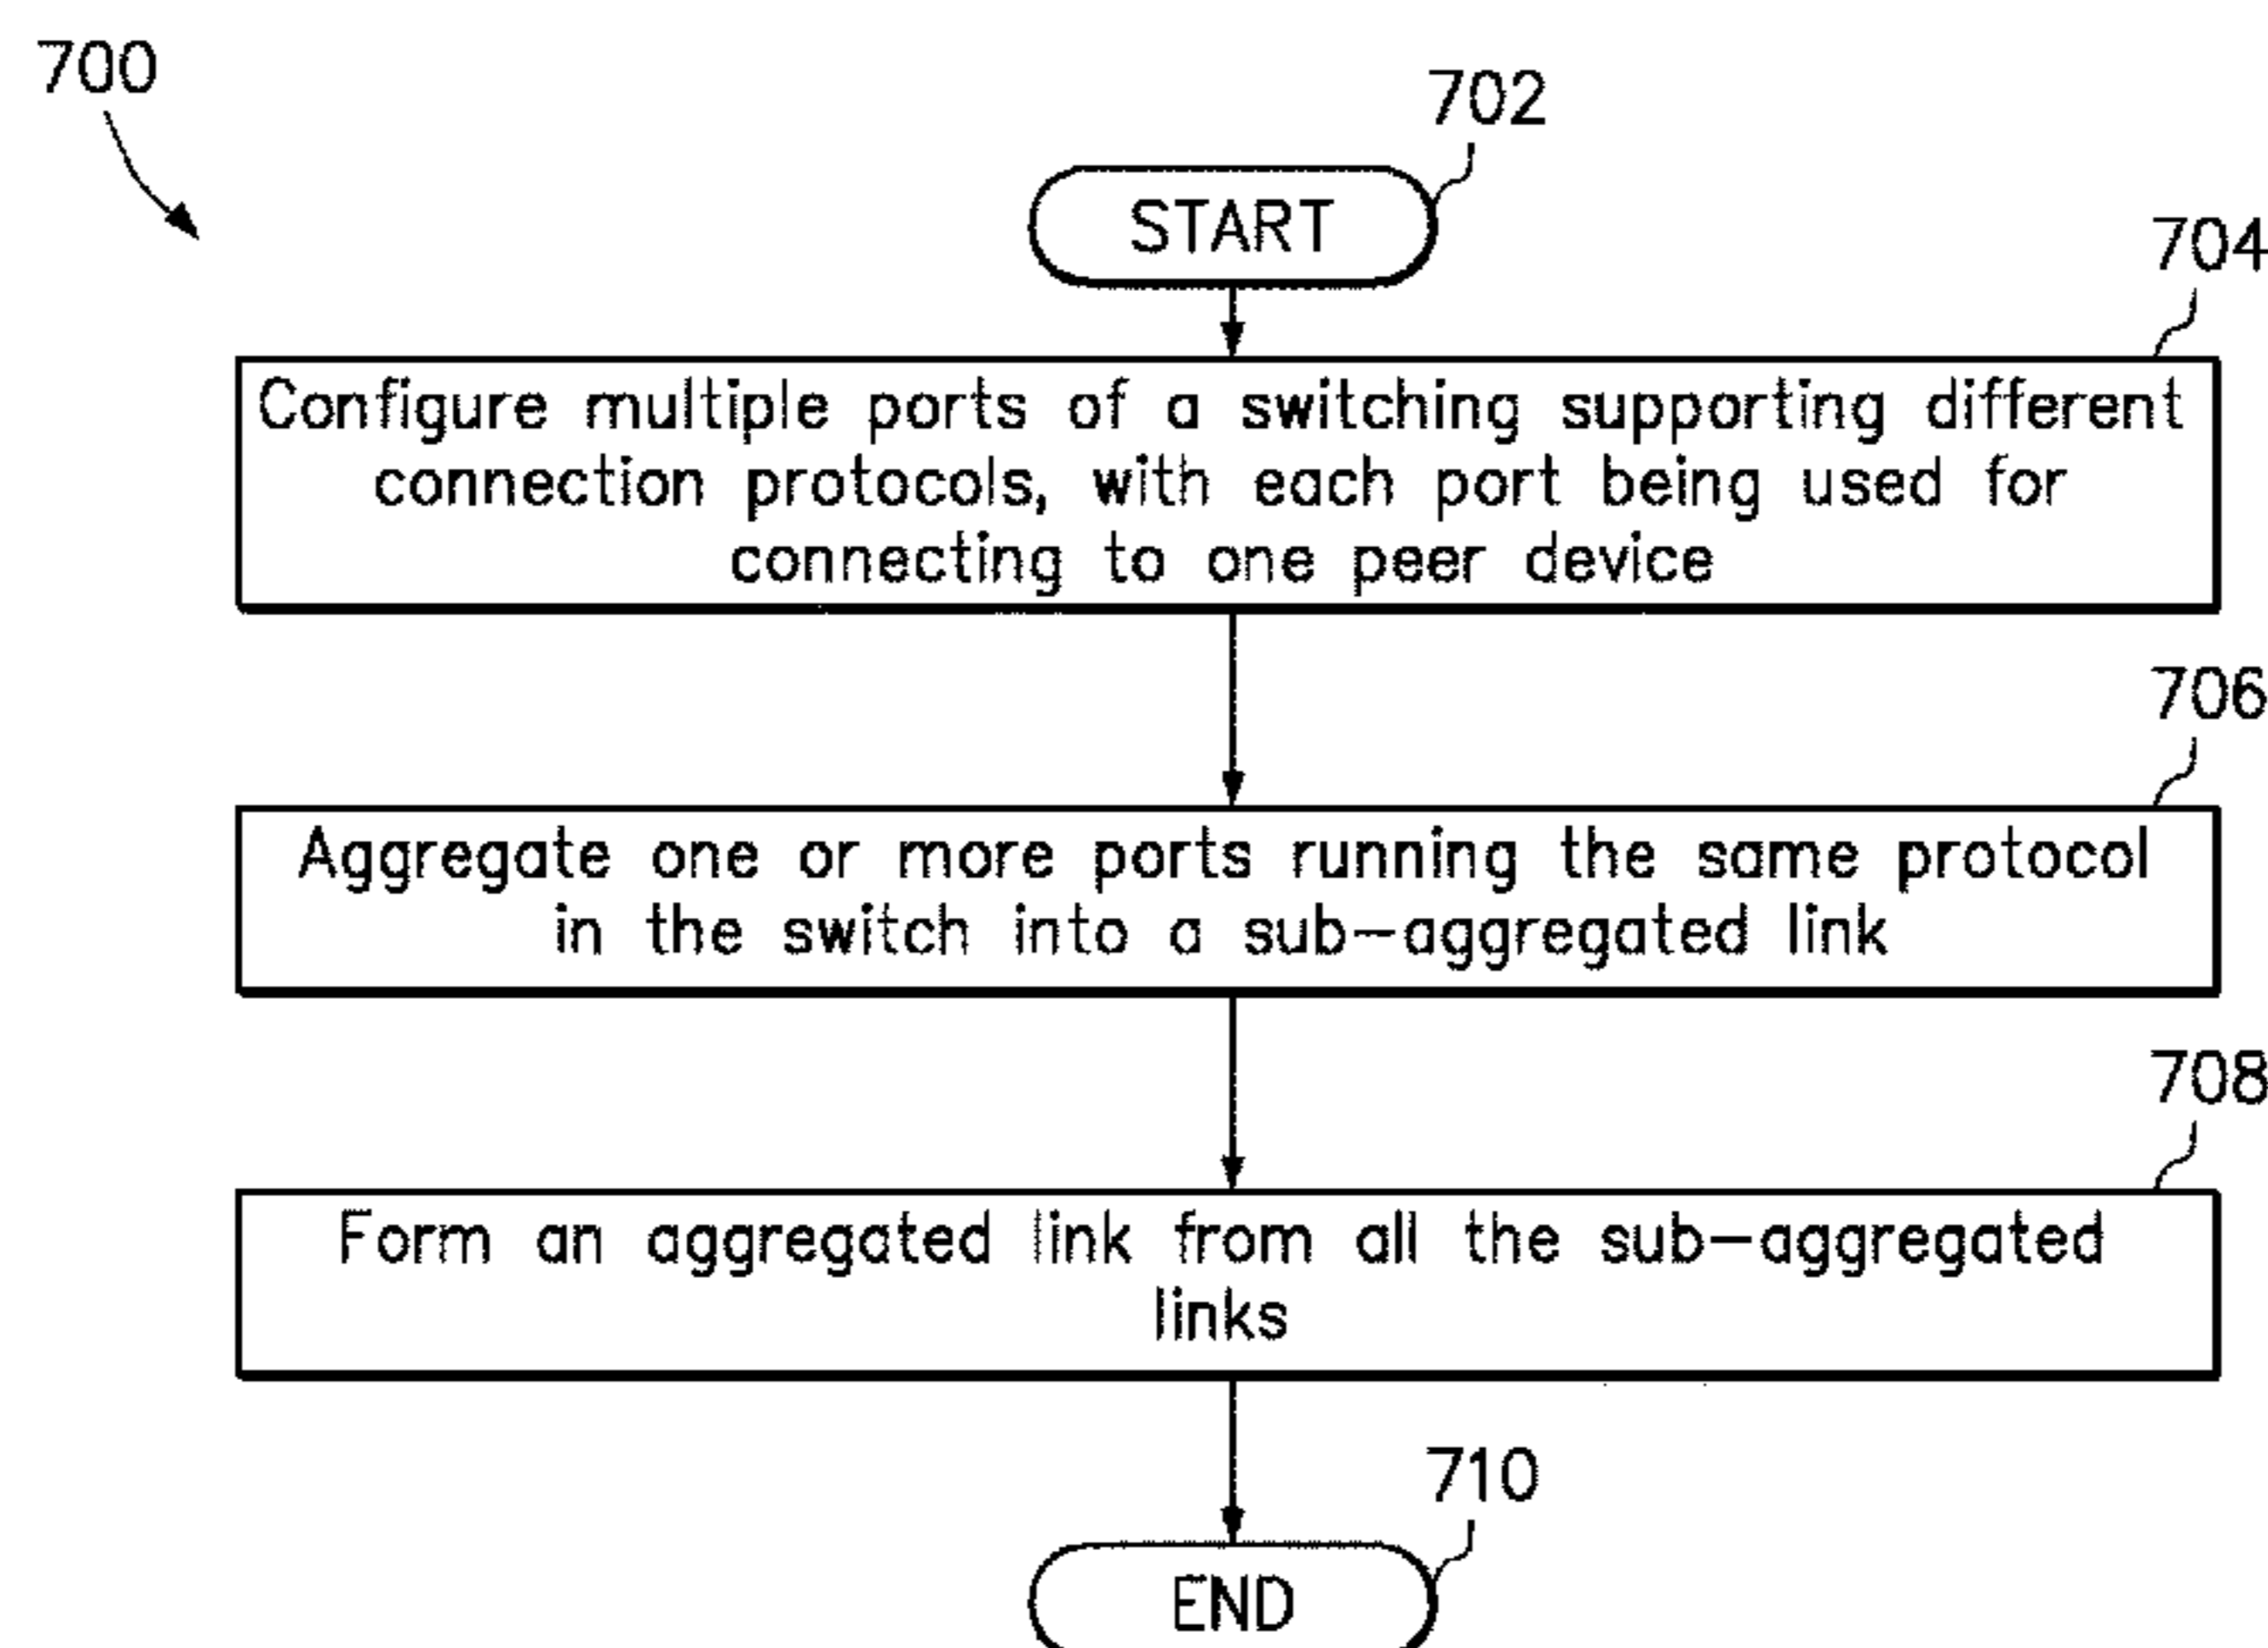 700
702
START
704
Configure multiple ports of a switching supporting different
connection protocols, with each port being used for
connecting to one peer device
706
Aggregate one or more ports running the same protocol
in the switch into a sub-aggregated link
708
Form an aggregated link from all the sub-aggregated
links
710
END